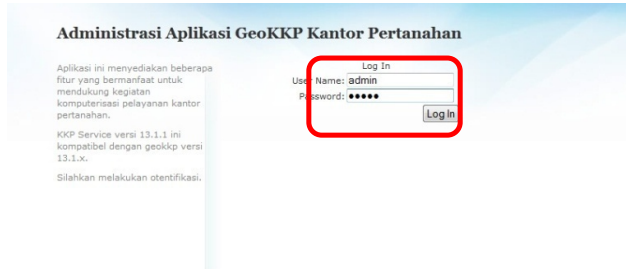 Administrasi Aplikasi GeoKKP Kantor Pertanahan
Aplikasi ini menyediakan beberapa
fitur yang bermanfaat untuk
mendukung kegiatan
komputerisasi pelayanan kantor
pertanahan.
KKP Service versi 13.1.1 ini
kompatibel dengan geokkp versi
13.1.x.
Silahkan melakukan otentifikasi.
Log In
User Name: admin
Password: ●●●●●
Log In